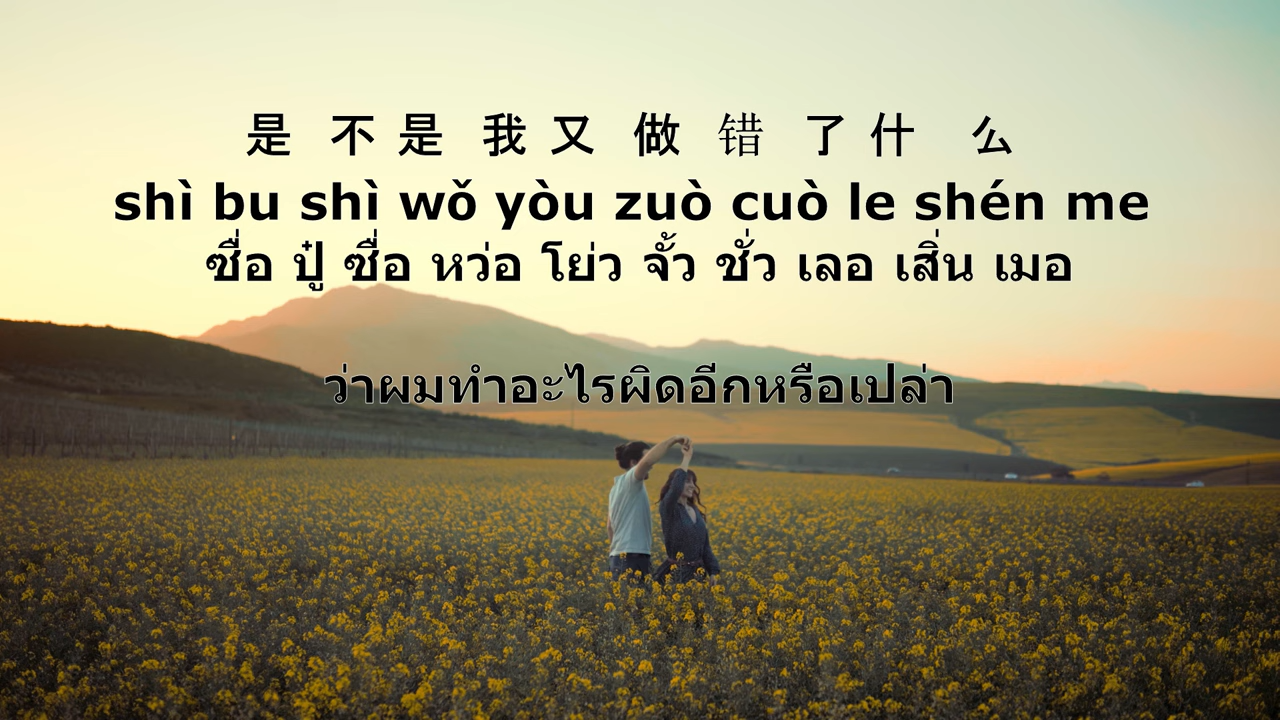 是 不 是 我 又 做 错 了 什 么
shì bu shì wǒ yòu zuò cuò le shén me
ซื่อ ปู๋ ซื่อ หว่อ โย่ว จั้ว ชั่ว เลอ เสิ่น เมอ
ว่าผมทำอะไรผิดอีกหรือเปล่า